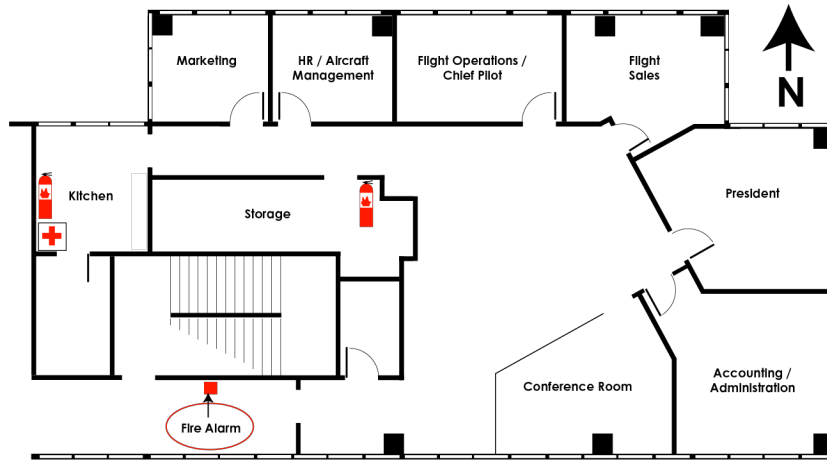 Marketing
HR / Aircraft
Management
Flight Operations /
Chief Pilot
Flight
Sales
N
Kitchen
Storage
President
Conference Room
Accounting /
Administration
Fire Alarm